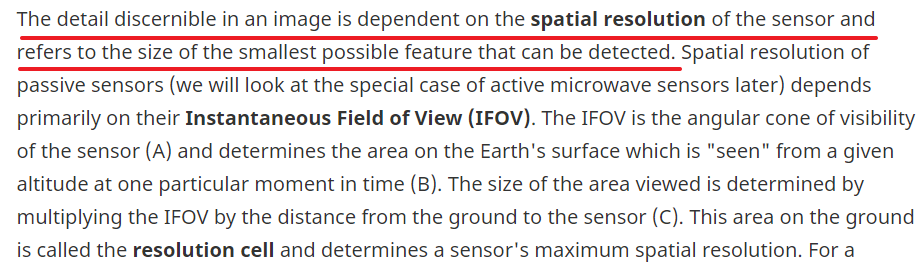 The detail discernible in an image is dependent on the spatial resolution of the sensor and
refers to the size of the smallest possible feature that can be detected. Spatial resolution of
passive sensors (we will look at the special case of active microwave sensors later) depends
primarily on their Instantaneous Field of View (IFOV). The IFOV is the angular cone of visibility
of the sensor (A) and determines the area on the Earth's surface which is "seen" from a given
altitude at one particular moment in time (B). The size of the area viewed is determined by
multiplying the IFOV by the distance from the ground to the sensor (C). This area on the ground
is called the resolution cell and determines a sensor's maximum spatial resolution. For a